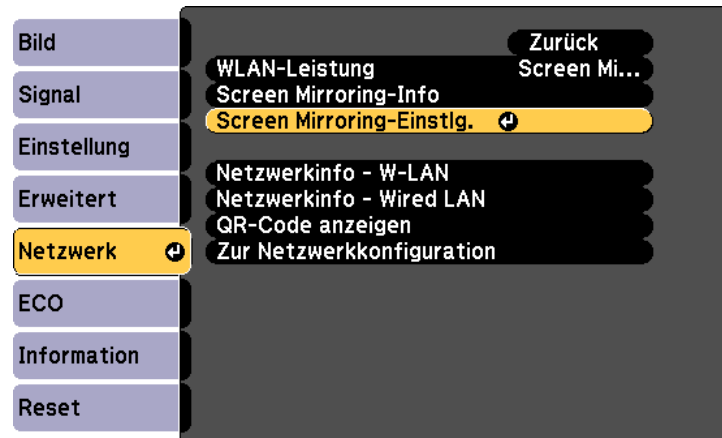 Bild
Signal
Einstellung
Erweitert
Netzwerk
ECO
Information
Reset
Zurück
WLAN-Leistung Screen Mi...
Screen Mirroring-Info
Screen Mirroring-Einstlg.
Netzwerkinfo - W-LAN
Netzwerkinfo - Wired LAN
QR-Code anzeigen
Zur Netzwerkkonfiguration